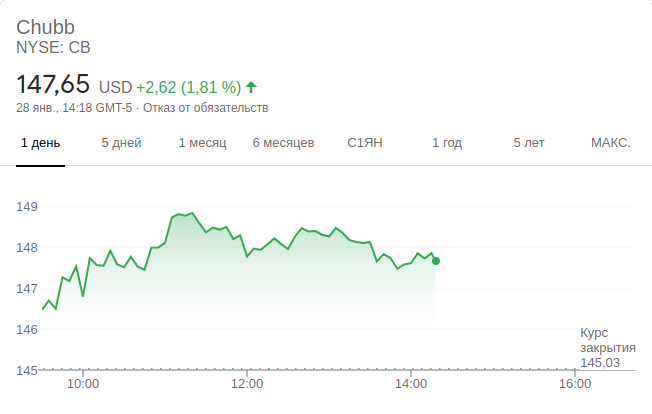 Chubb
NYSE: CB
147,65 USD +2,62 (1,81 %)
28 янв., 14:18 GMT-5 · Отказ от обязательств
1 день 5 дней 1 месяц 6 месяцев С1ЯН 1 год 5 лет МАКС.
149
148
147
146
Курс
закрытия
145,03
145
10:00 12:00 14:00 16:00